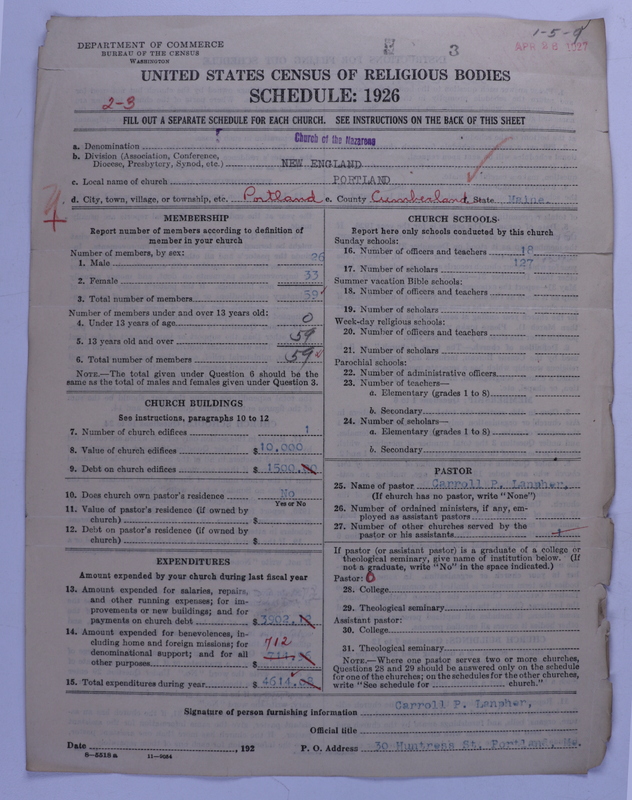 1-5-9
DEPARTMENT OF COMMERCE
BUREAU OF THE CENSUS
WASHINGTON
3
APR 28 1927
UNITED STATES CENSUS OF RELIGIOUS BODIES
SCHEDULE: 1926
2-3
FILL OUT A SEPARATE SCHEDULE FOR EACH CHURCH. SEE INSTRUCTIONS ON THE BACK OF THIS SHEET
a. Denomination Church of the Nazarene
b. Division (Association, Conference, Diocese, Presbytery, Synod, etc.) NEW ENGLAND
c. Local name of church PORTLAND
d. City, town, village, or township, etc. Portland e. County Cumberland State Maine.
MEMBERSHIP
Report number of members according to definition of
member in your church
Number of members, by sex:
1. Male 26
2. Female 33
3. Total number of members 59
Number of members under and over 13 years old:
4. Under 13 years of age 0
5. 13 years old and over 59
6. Total number of members 59
NOTE.—The total given under Question 6 should be the
same as the total of males and females given under Question 3.
CHURCH BUILDINGS
See instructions, paragraphs 10 to 12
7. Number of church edifices 1
8. Value of church edifices $10,000
9. Debt on church edifices $ 1500.00
10. Does church own pastor's residence No
Yes or No
11. Value of pastor's residence (if owned by
church) $
12. Debt on pastor's residence (if owned by
church) $
EXPENDITURES
Amount expended by your church during last fiscal year
13. Amount expended for salaries, repairs,
and other running expenses; for im-
provements or new buildings; and for
payments on church debt $ 3902.
14. Amount expended for benevolences, in-
cluding home and foreign missions; for
denominational support; and for all
other purposes 712
15. Total expenditures during year $ 4614.
CHURCH SCHOOLS
Report here only schools conducted by this church
Sunday schools:
16. Number of officers and teachers 18
17. Number of scholars 127
Summer vacation Bible schools:
18. Number of officers and teachers
19. Number of scholars
Week-day religious schools:
20. Number of officers and teachers
21. Number of scholars
Parochial schools:
22. Number of administrative officers
23. Number of teachers—
a. Elementary (grades 1 to 8)
b. Secondary
24. Number of scholars—
a. Elementary (grades 1 to 8)
b. Secondary
PASTOR
25. Name of pastor Carroll P. Lanpher,
(If church has no pastor, write "None")
26. Number of ordained ministers, if any, em-
ployed as assistant pastors
27. Number of other churches served by the
pastor or his assistants
If pastor (or assistant pastor) is a graduate of a college or
theological seminary, give name of institution below. (If
not a graduate, write "No" in the space indicated.)
Pastor: 0
28. College
29. Theological seminary
Assistant pastor:
30. College
31. Theological seminary
NOTE.—Where one pastor serves two or more churches,
Questions 28 and 29 should be answered only on the schedule
for one of the churches; on the schedules for the other churches,
write "See schedule for church."
Signature of person furnishing information Carroll P. Lanpher,
Official title
Date , 192 P. O. Address 30 Huntress St. Portland, Me.
8-5518a 11-9084